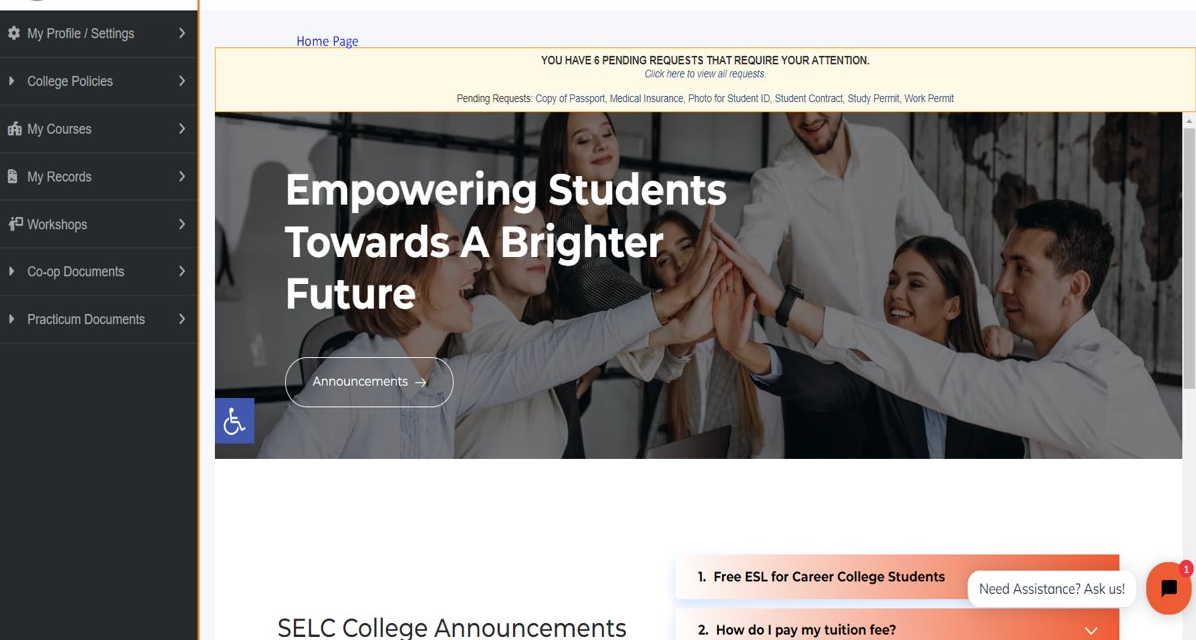 My Profile / Settings
College Policies
My Courses
My Records
Workshops
Co-op Documents
Practicum Documents
Home Page
YOU HAVE 6 PENDING REQUESTS THAT REQUIRE YOUR ATTENTION.
Click here to view all requests.
Pending Requests: Copy of Passport, Medical Insurance, Photo for Student ID, Student Contract, Study Permit, Work Permit
Empowering Students
Towards A Brighter
Future
Announcements →
SELC College Announcements
1. Free ESL for Career College Students
2. How do I pay my tuition fee?
Need Assistance? Ask us!
1